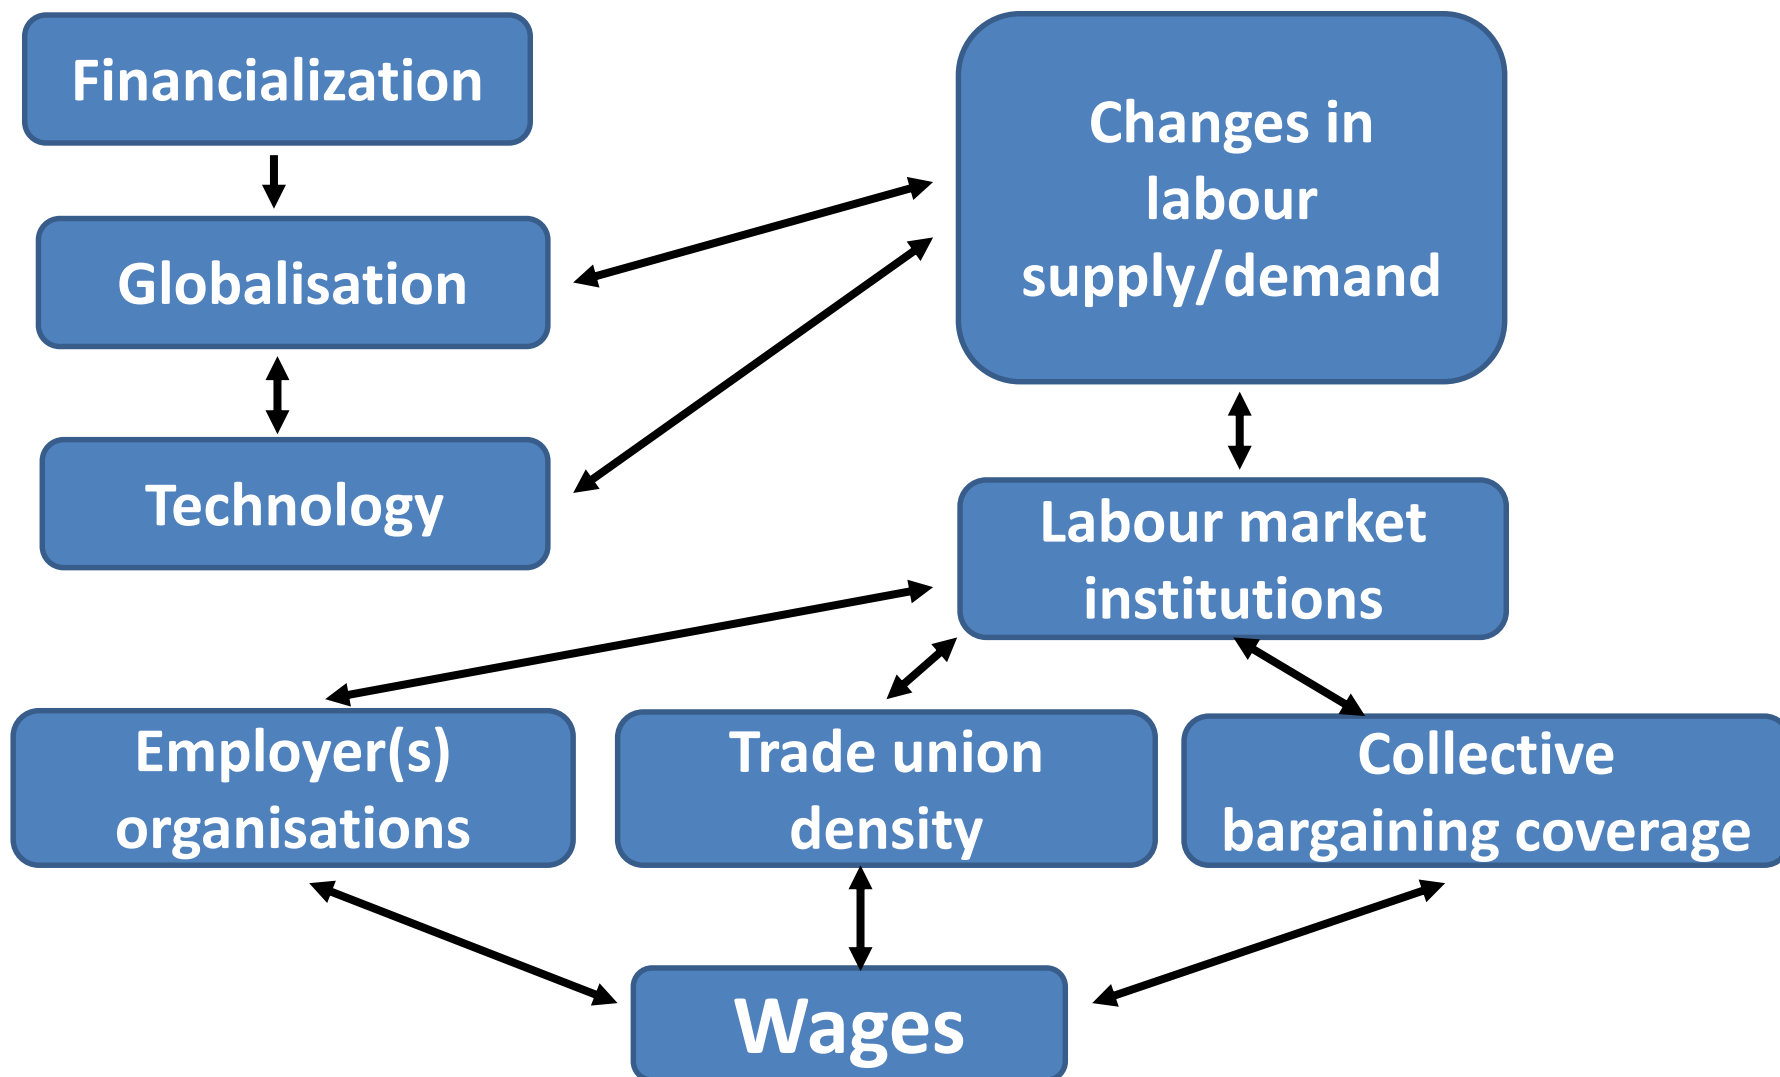 Financialization
Changes in
labour
supply/demand
Globalisation
Technology
Labour market
institutions
Employer(s)
organisations
Trade union
density
Collective
bargaining coverage
Wages